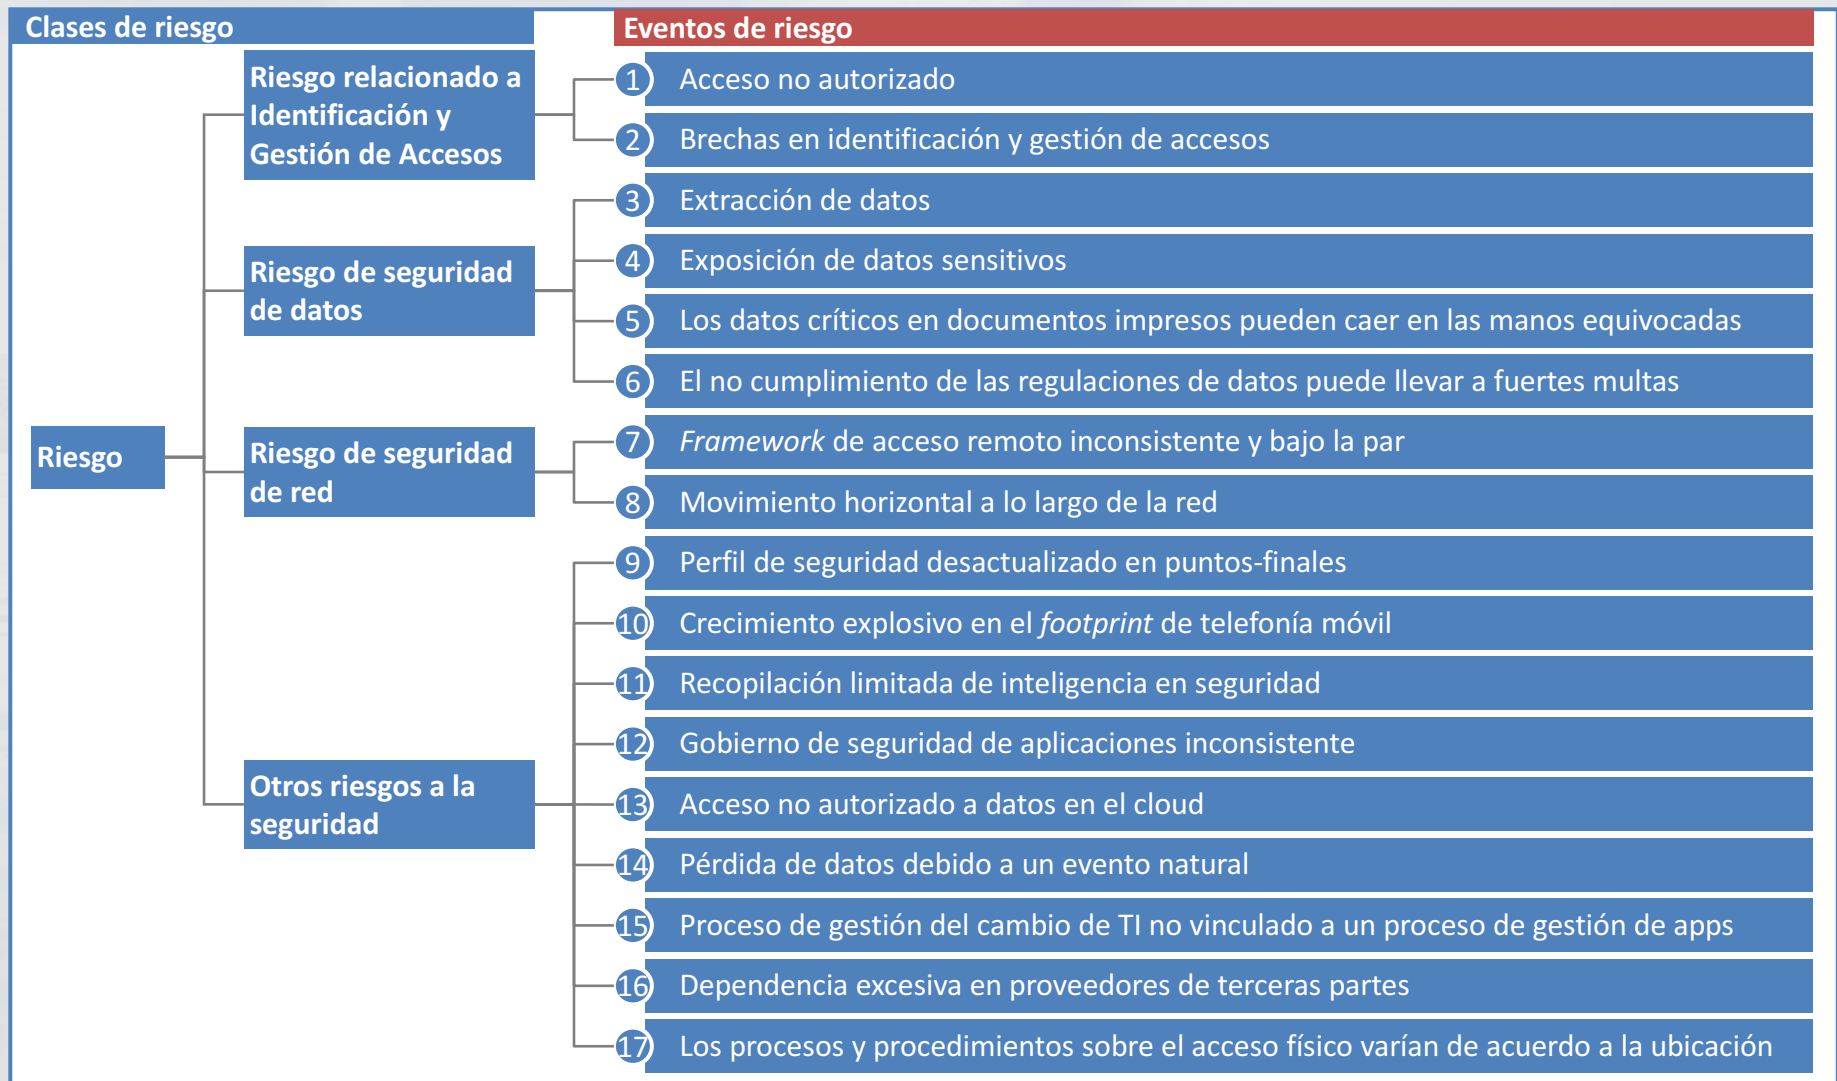 Clases de riesgo
Eventos de riesgo
Riesgo
Riesgo relacionado a
Identificación y
Gestión de Accesos
1 Acceso no autorizado
2 Brechas en identificación y gestión de accesos
Riesgo de seguridad
de datos
3 Extracción de datos
4 Exposición de datos sensitivos
5 Los datos críticos en documentos impresos pueden caer en las manos equivocadas
6 El no cumplimiento de las regulaciones de datos puede llevar a fuertes multas
Riesgo de seguridad
de red
7 Framework de acceso remoto inconsistente y bajo la par
8 Movimiento horizontal a lo largo de la red
Otros riesgos a la
seguridad
9 Perfil de seguridad desactualizado en puntos-finales
10 Crecimiento explosivo en el footprint de telefonía móvil
11 Recopilación limitada de inteligencia en seguridad
12 Gobierno de seguridad de aplicaciones inconsistente
13 Acceso no autorizado a datos en el cloud
14 Pérdida de datos debido a un evento natural
15 Proceso de gestión del cambio de TI no vinculado a un proceso de gestión de apps
16 Dependencia excesiva en proveedores de terceras partes
17 Los procesos y procedimientos sobre el acceso físico varían de acuerdo a la ubicación